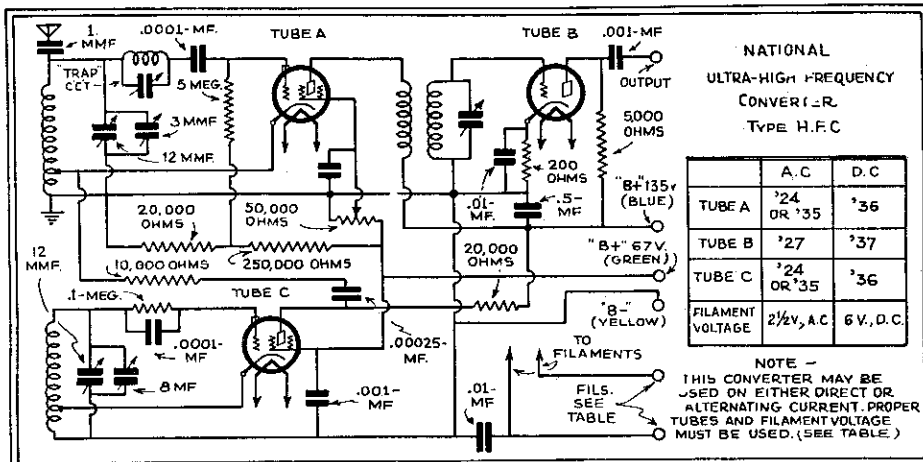 1.
MMF
"TRAP"
CCT
.0001-MF.
TUBE A
5 MEG.
3 MMF
12 MMF.
TUBE B
.001-MF
OUTPUT
5,000
OHMS
200
OHMS
.01-
MF.
.5-
MF
"B+"135V
(BLUE)
"B+" 67V.
(GREEN)
"B-"
(YELLOW)
20,000
OHMS
50,000
OHMS
250,000 OHMS
10,000 OHMS
12
MMF.
.1-MEG.
TUBE C
.0001-
MF
8 MF
.001-
MF
.00025-
MF.
20,000
OHMS
.01-
MF
TO
FILAMENTS
FILS.
SEE
TABLE
NATIONAL
ULTRA-HIGH FREQUENCY
CONVERTER
TYPE H.F.C
A.C D.C
TUBE A '24 OR '35 '36
TUBE B '27 '37
TUBE C '24 OR '35 '36
FILAMENT VOLTAGE 2½V, A.C 6V., D.C.
NOTE -
THIS CONVERTER MAY BE
USED ON EITHER DIRECT OR
ALTERNATING CURRENT. PROPER
TUBES AND FILAMENT VOLTAGE
MUST BE USED. (SEE TABLE)